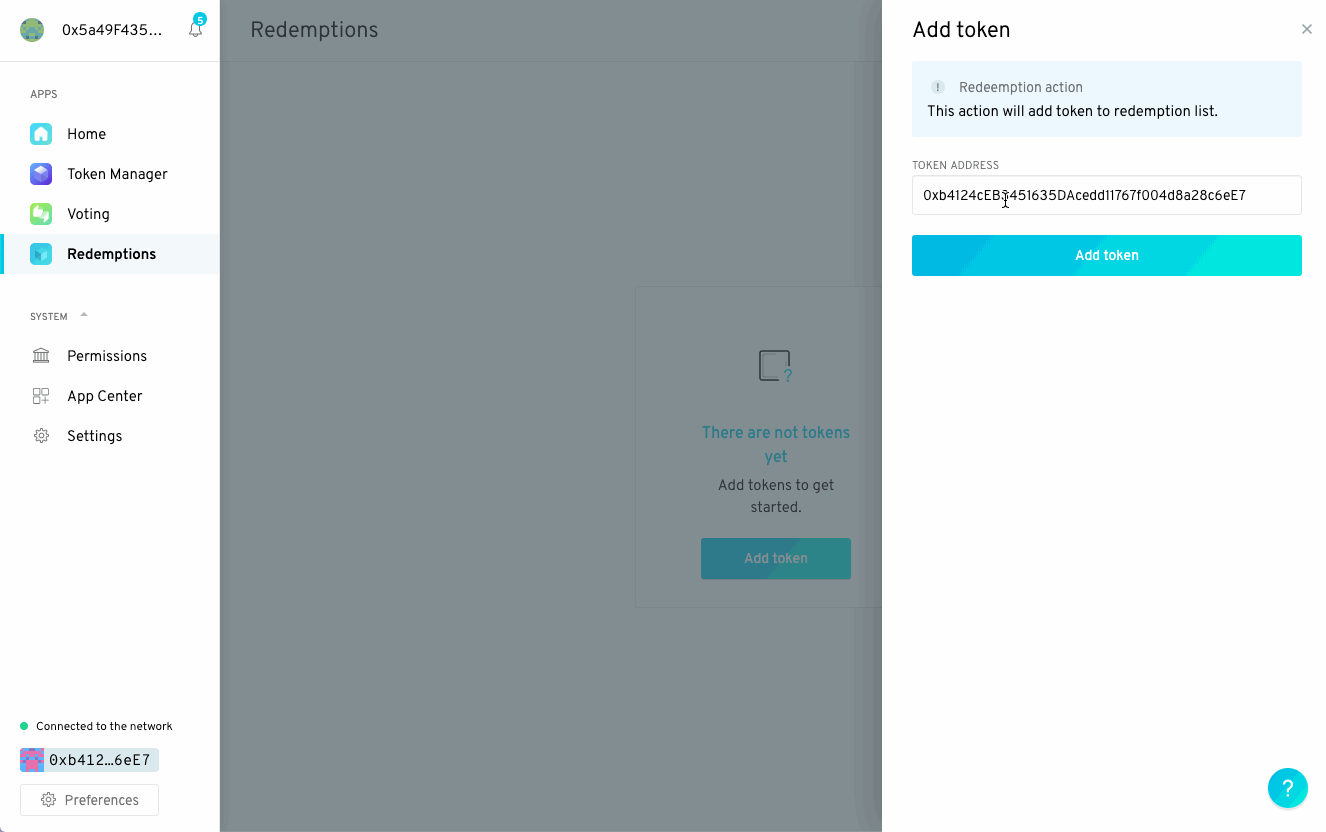 0x5a49F435...
5
APPS
Home
Token Manager
Voting
Redemptions
SYSTEM
Permissions
App Center
Settings
Connected to the network
0xb412…6eE7
Preferences
Redemptions
There are not tokens
yet
Add tokens to get
started.
Add token
Add token
×
!
Redeemption action
This action will add token to redemption list.
TOKEN ADDRESS
Add token
?